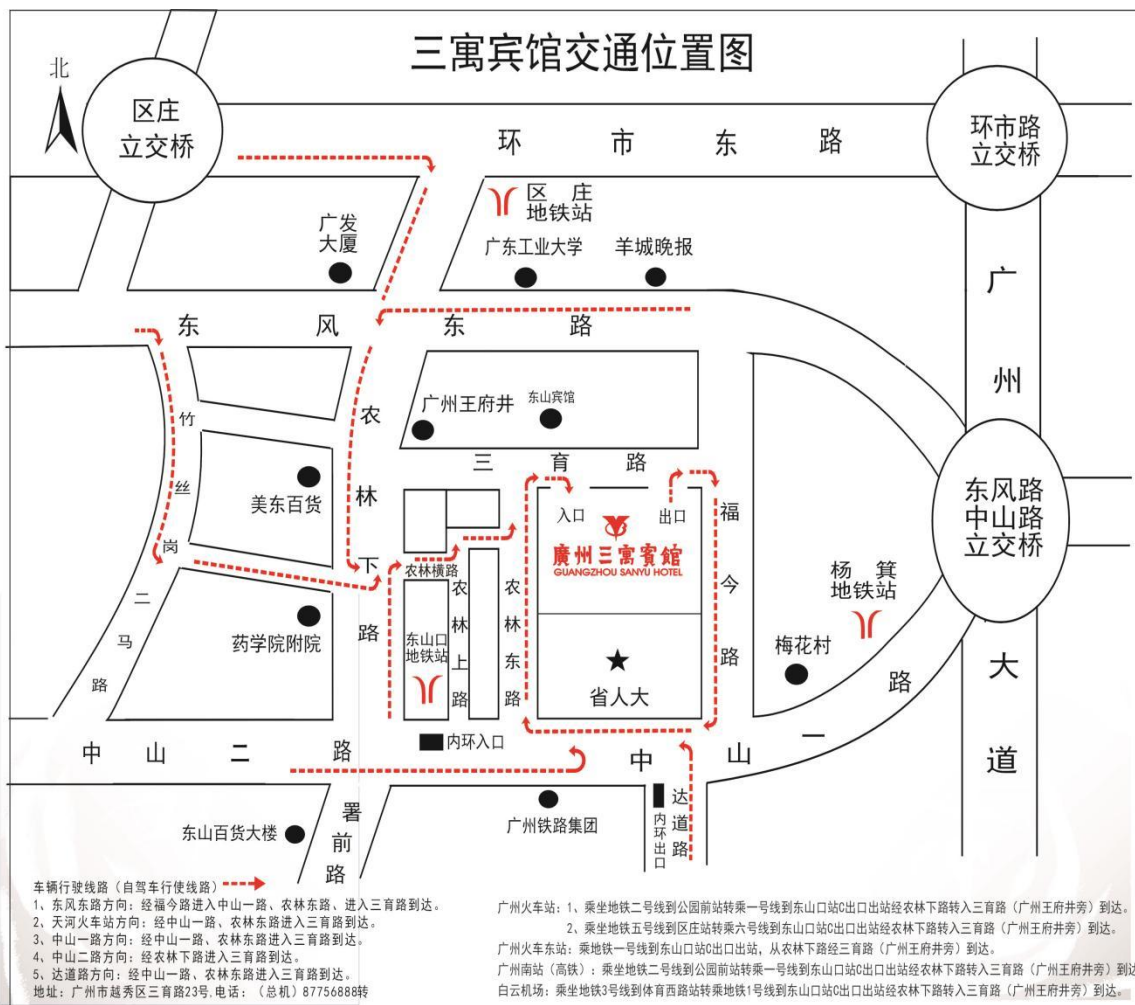 三寓宾馆交通位置图
北
区庄
立交桥
环市东路
环市路
立交桥
区庄
地铁站
广发
大厦
广东工业大学
羊城晚报
广州大道
东风东路
广州王府井
东山宾馆
农林下路
竹丝岗二马路
三育路
美东百货
入口
出口
廣州三寓賓館
GUANGZHOU SANYU HOTEL
福今路
东风路
中山路
立交桥
农林横路
农林上路
农林东路
杨箕
地铁站
药学院附院
东山口
地铁站
省人大
梅花村
中山二路
内环入口
中山一路
署前路
东山百货大楼
广州铁路集团
内环出口
达道路
车辆行驶线路（自驾车行使线路）
1、东风东路方向：经福今路进入中山一路、农林东路、进入三育路到达。
2、天河火车站方向：经中山一路、农林东路进入三育路到达。
3、中山一路方向：经中山一路、农林东路进入三育路到达。
4、中山二路方向：经农林下路进入三育路到达。
5、达道路方向：经中山一路、农林东路进入三育路到达。
地址：广州市越秀区三育路23号.电话：（总机）87756888转
广州火车站：1、乘坐地铁二号线到公园前站转乘一号线到东山口站C出口出站经农林下路转入三育路（广州王府井旁）到达。
2、乘坐地铁五号线到区庄站转乘六号线到东山口站C出口出站经农林下路转入三育路（广州王府井旁）到达。
广州火车东站：乘地铁一号线到东山口站C出口出站，从农林下路经三育路（广州王府井旁）到达。
广州南站（高铁）：乘坐地铁二号线到公园前站转乘一号线到东山口站C出口出站经农林下路转入三育路（广州王府井旁）到达
白云机场：乘坐地铁3号线到体育西路站转乘地铁1号线到东山口站C出口出站经农林下路转入三育路（广州王府井旁）到达。